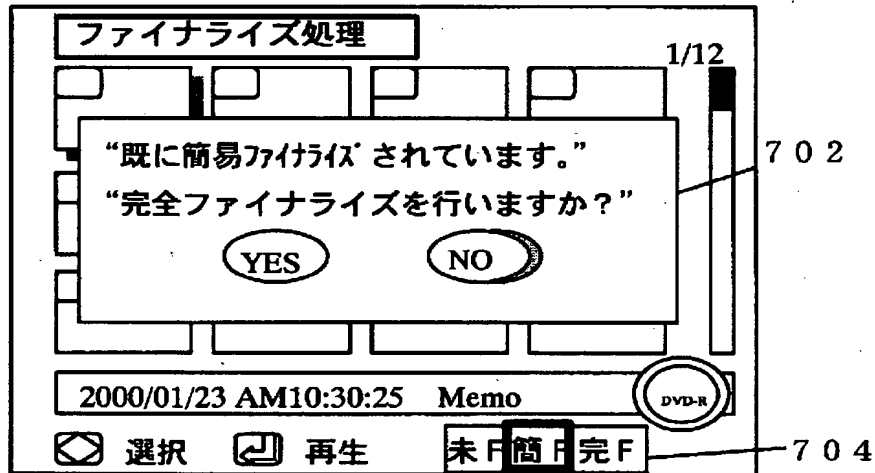 ファイナライズ処理
1/12
“既に簡易ファイナライズされています。”
“完全ファイナライズを行いますか？”
YES NO
702
2000/01/23 AM10:30:25 Memo
DVD-R
選択 再生 未F 簡F 完F
704